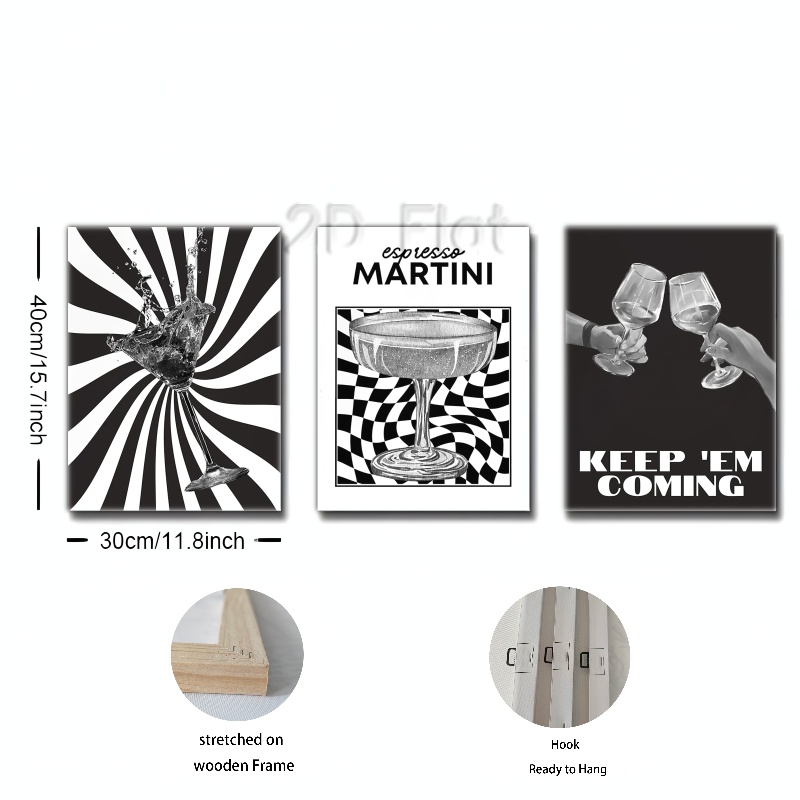 2D Flat
espresso
MARTINI
KEEP 'EM
COMING
40cm/15.7inch
30cm/11.8inch
stretched on
wooden Frame
Hook
Ready to Hang